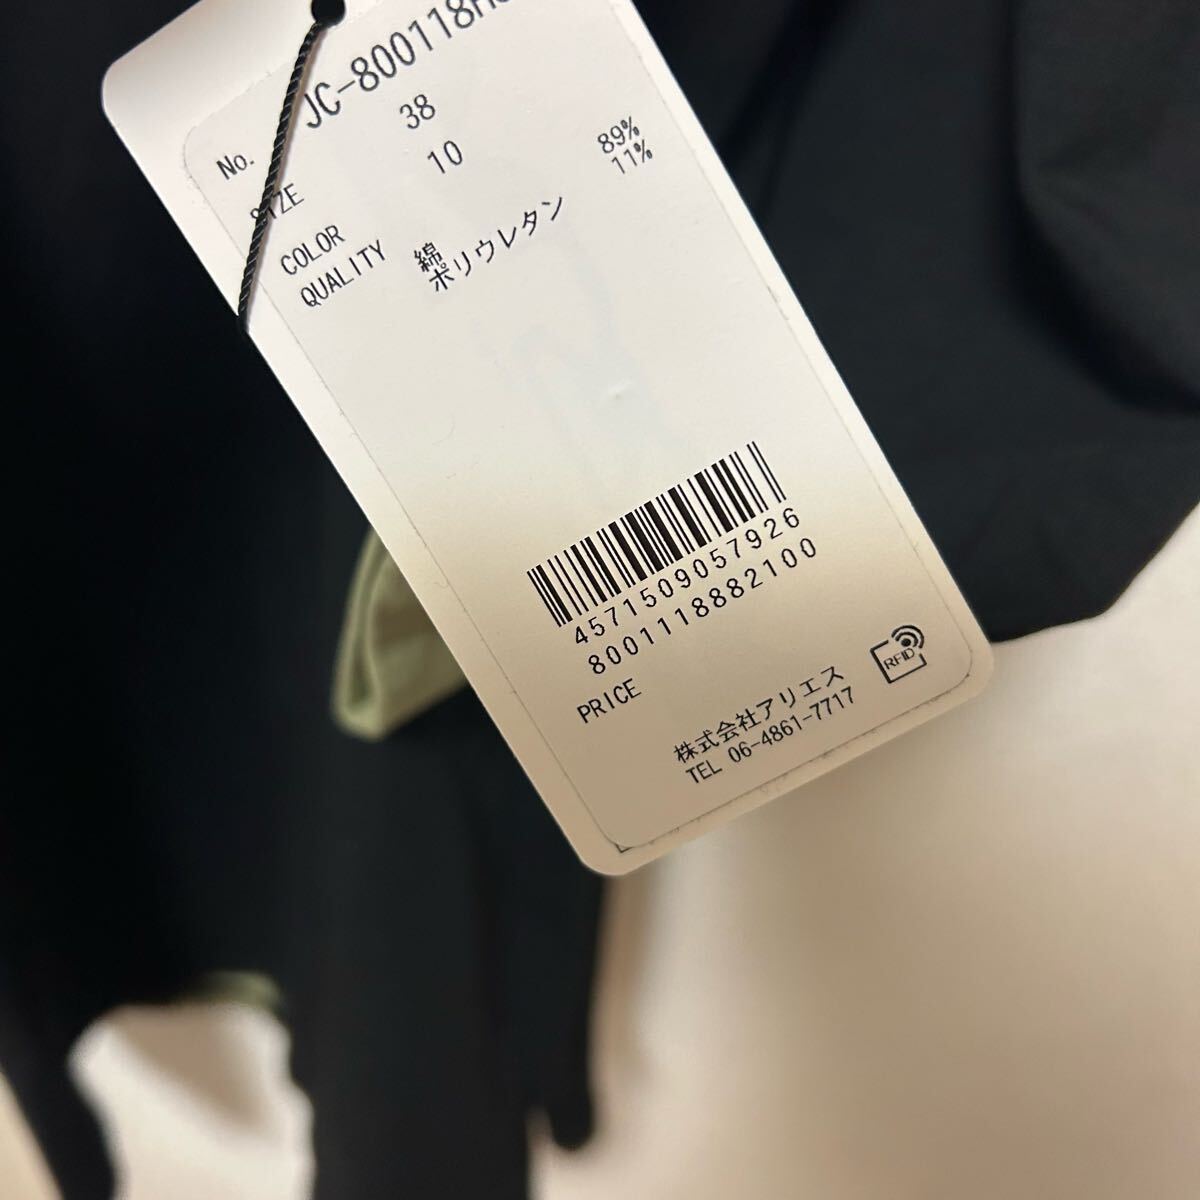 No. JC-800118
SIZE 38
COLOR 10
QUALITY 綿 89%
ポリウレタン 11%
4571509057926
8001118882100
PRICE
RFID
株式会社アリエス
TEL 06-4861-7717